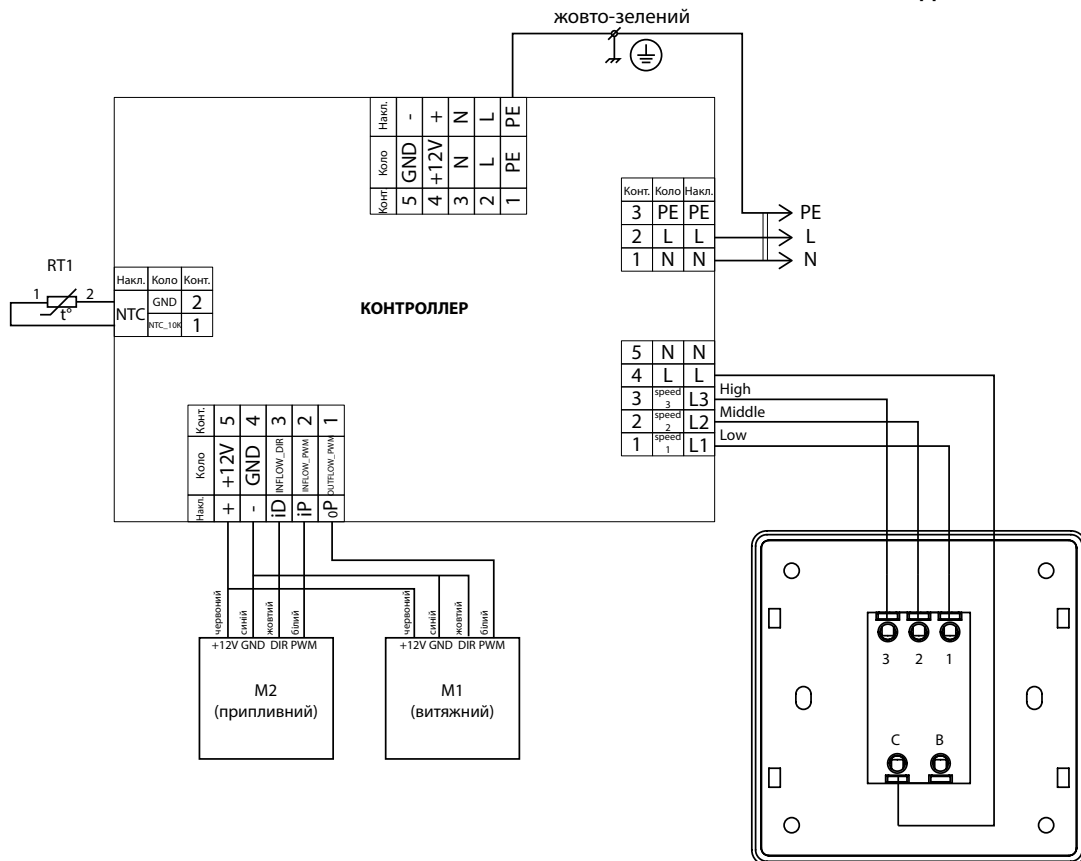 жовто-зелений
Накл. - + N L PE
Коло GND +12V N L PE
Конт. 5 4 3 2 1
Конт. Коло Накл.
3 PE PE
2 L L
1 N N
PE
L
N
RT1
1 2
t°
Накл. Коло Конт.
NTC
GND 2
NTC_10K 1
КОНТРОЛЛЕР
5 N N
4 L L
3 speed 3 L3
2 speed 2 L2
1 speed 1 L1
High
Middle
Low
Конт. 5 4 3 2 1
Коло +12V GND INFLOW_DIR INFLOW_PWM OUTFLOW_PWM
Накл. + - iD iP oP
червоний синій жовтий білий
+12V GND DIR PWM
M2
(припливний)
червоний синій жовтий білий
+12V GND DIR PWM
M1
(витяжний)
3 2 1
C B